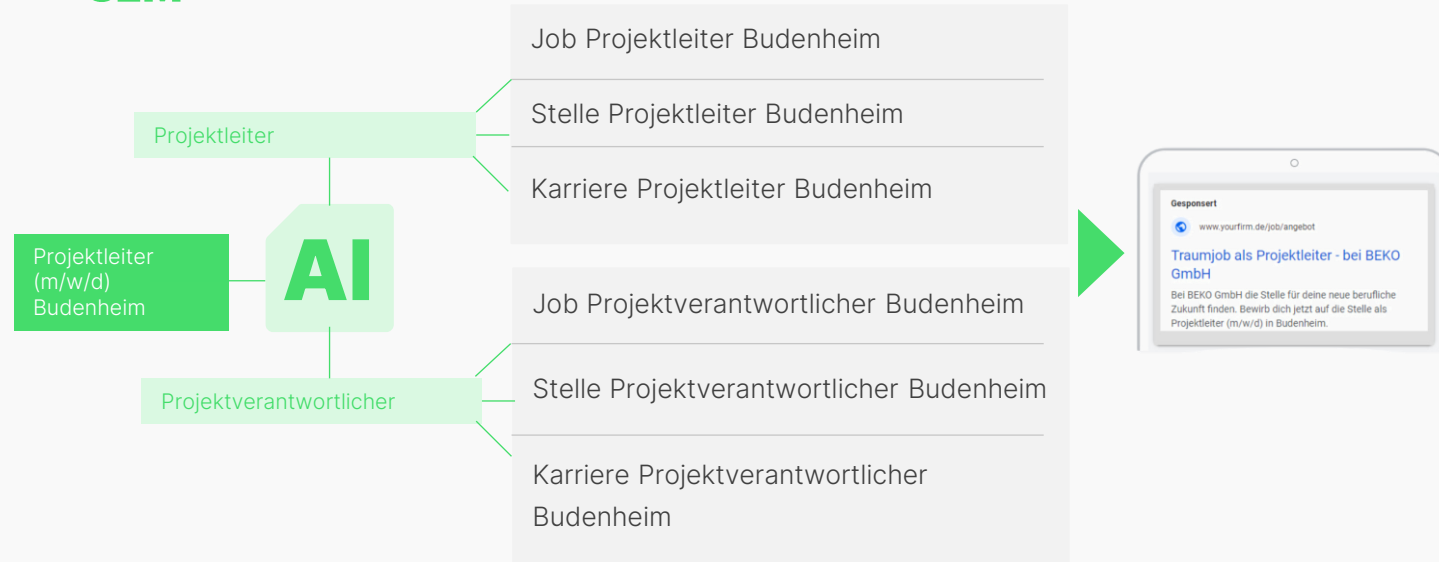 SEM
Projektleiter
(m/w/d)
Budenheim
AI
Projektleiter
Projektverantwortlicher
Job Projektleiter Budenheim
Stelle Projektleiter Budenheim
Karriere Projektleiter Budenheim
Job Projektverantwortlicher Budenheim
Stelle Projektverantwortlicher Budenheim
Karriere Projektverantwortlicher
Budenheim
Gesponsert
www.yourfirm.de/job/angebot
Traumjob als Projektleiter - bei BEKO
GmbH
Bei BEKO GmbH die Stelle für deine neue berufliche
Zukunft finden. Bewirb dich jetzt auf die Stelle als
Projektleiter (m/w/d) in Budenheim.